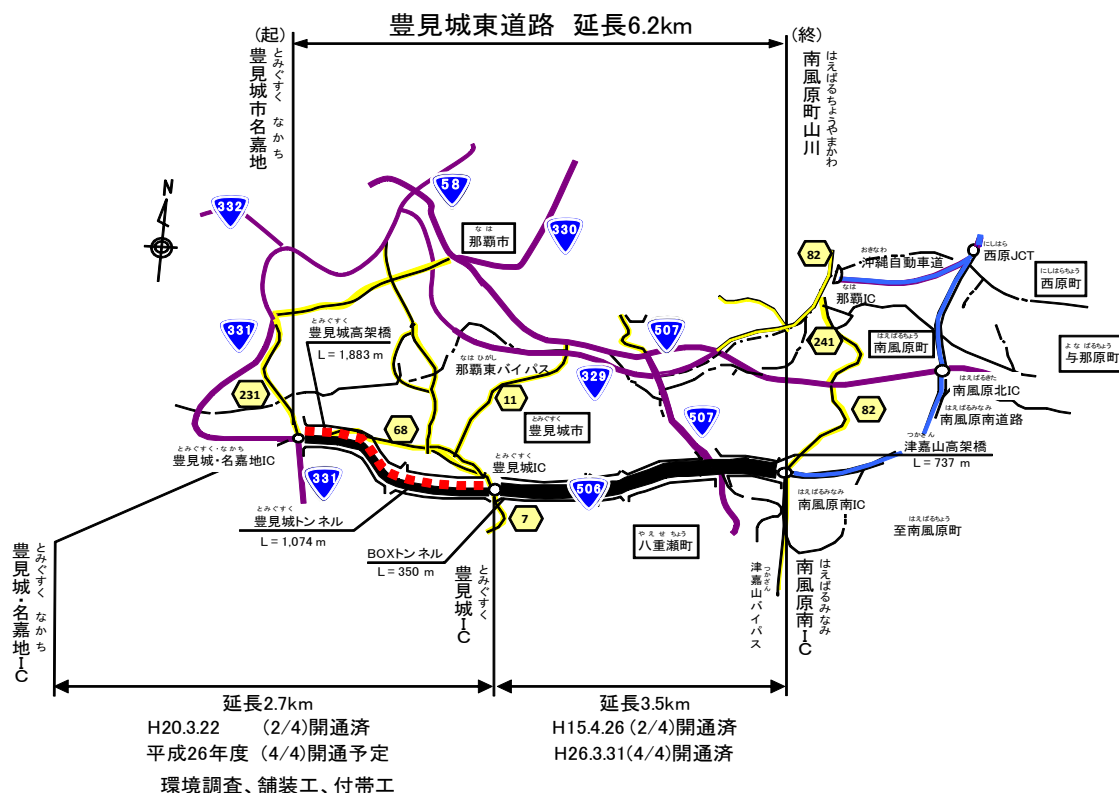 豊見城東道路 延長6.2km
(起)
(終)
とみぐすく なかち
豊見城市名嘉地
はえばるちょうやまかわ
南風原町山川
N
332
58
330
なは
那覇市
82
おきなわ
沖縄自動車道
にしはら
西原JCT
なは
那覇IC
にしはらちょう
西原町
331
とみぐすく
豊見城高架橋
L=1,883m
507
241
はえばるちょう
南風原町
よなばるちょう
与那原町
なはひがし
那覇東バイパス
329
231
11
はえばるきた
南風原北IC
はえばるみなみ
南風原南道路
82
68
とみぐすく
豊見城市
507
つかざん
津嘉山高架橋
L=737 m
とみぐすく・なかち
豊見城・名嘉地IC
とみぐすく
豊見城IC
331
506
はえばるみなみ
南風原南IC
はえばるちょう
至南風原町
とみぐすく
豊見城トンネル
L=1,074 m
7
やえせちょう
八重瀬町
BOXトンネル
L=350 m
とみぐすく なかち
豊見城・名嘉地IC
とみぐすく
豊見城IC
つかざん
津嘉山バイパス
はえばるみなみ
南風原南IC
延長2.7km
延長3.5km
H20.3.22 (2/4)開通済
H15.4.26(2/4)開通済
平成26年度 (4/4)開通予定
H26.3.31(4/4)開通済
環境調査、舗装工、付帯工